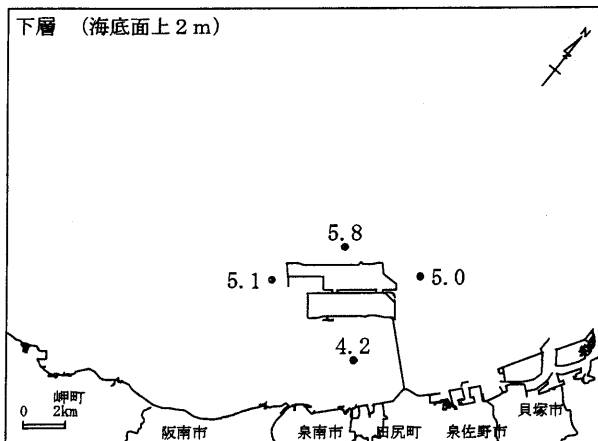 下層 (海底面上2m)
N
5.8
5.1
5.0
4.2
岬町
0 2km
阪南市
泉南市
田尻町
泉佐野市
貝塚市